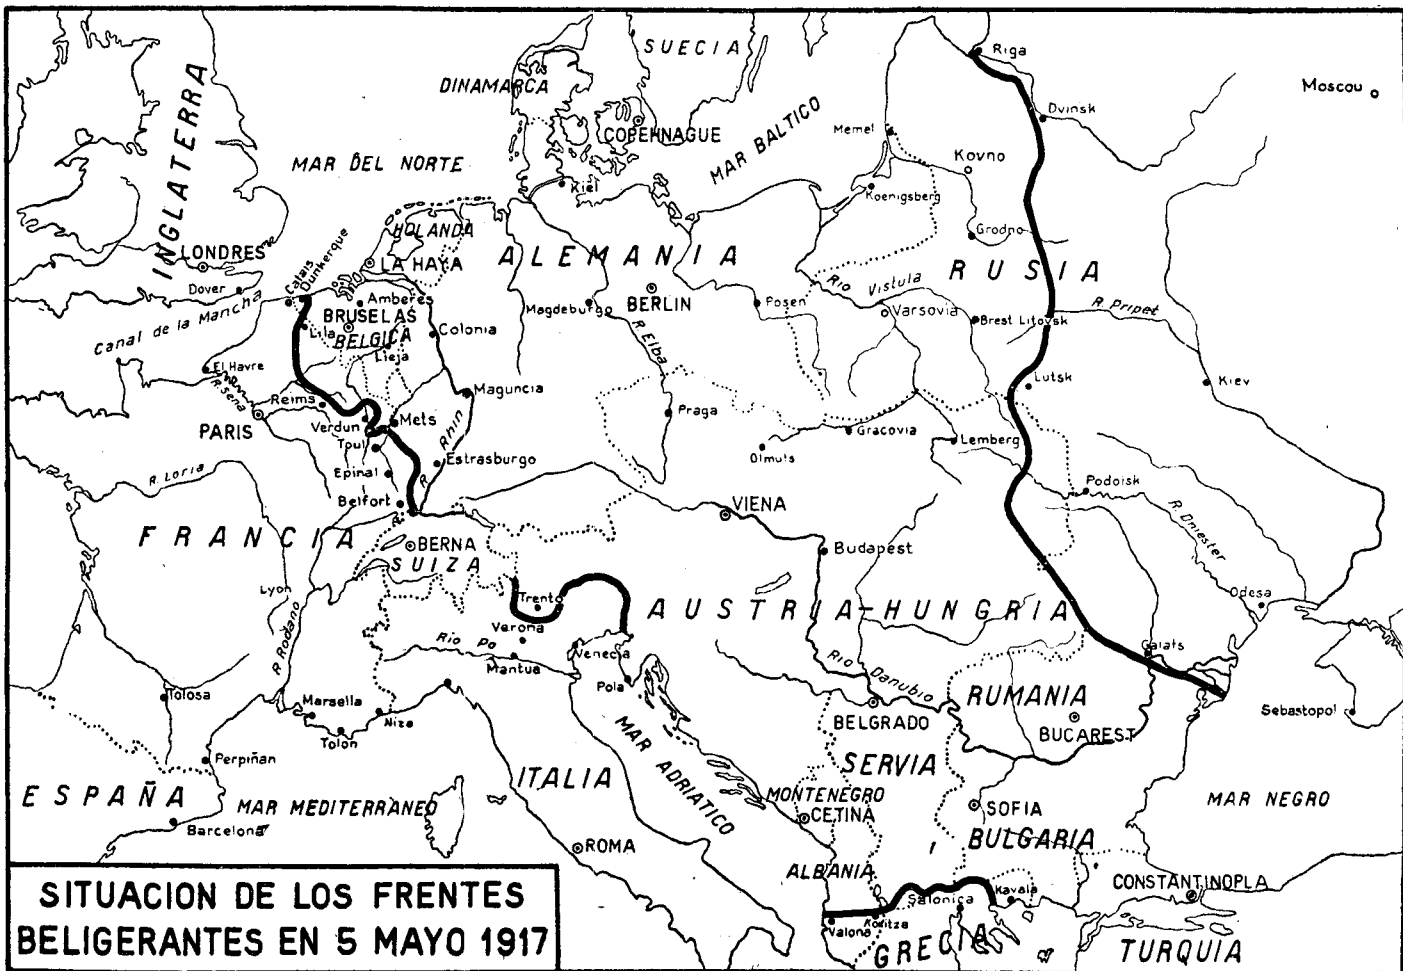 SUECIA
Riga
Moscou
DINAMARCA
Dvinsk
COPEHNAGUE
MAR BALTICO
Memel
Kovno
MAR DEL NORTE
INGLATERRA
Kiel
Koenigsberg
Grodno
HOLANDA
LONDRES
LA HAYA
ALEMANIA
RUSIA
Dover
Calais
Dunkerque
Amberes
Magdeburgo
BERLIN
Posen
Rio Vistula
Varsovia
R. Pripet
Canal de la Mancha
BRUSELAS
Lila
BELGICA
Colonia
R. Elba
Brest Litovsk
Lieja
El Havre
R. Sena
Maguncia
Lutsk
Kiev
Reims
PARIS
Verdun
Mets
Praga
Gracovia
Lemberg
Toul
R. Rhin
Olmuts
Estrasburgo
R. Loria
Epinal
Podoisk
Belfort
VIENA
R. Dniester
FRANCIA
BERNA
Budapest
SUIZA
Lyon
Trento
AUSTRIA-HUNGRIA
Odesa
R. Rodano
Verona
Rio Po
Mantua
Venecia
Galats
Rio Danubio
Tolosa
Marsella
Niza
Pola
RUMANIA
BELGRADO
BUCAREST
Sebastopol
Tolon
Perpiñan
MAR ADRIATICO
SERVIA
ITALIA
ESPAÑA
MAR MEDITERRANEO
MONTENEGRO
CETINA
SOFIA
MAR NEGRO
Barcelona
BULGARIA
ROMA
ALBANIA
CONSTANTINOPLA
Kavala
Salonica
Koritza
Valona
GRECIA
TURQUIA
SITUACION DE LOS FRENTES
BELIGERANTES EN 5 MAYO 1917